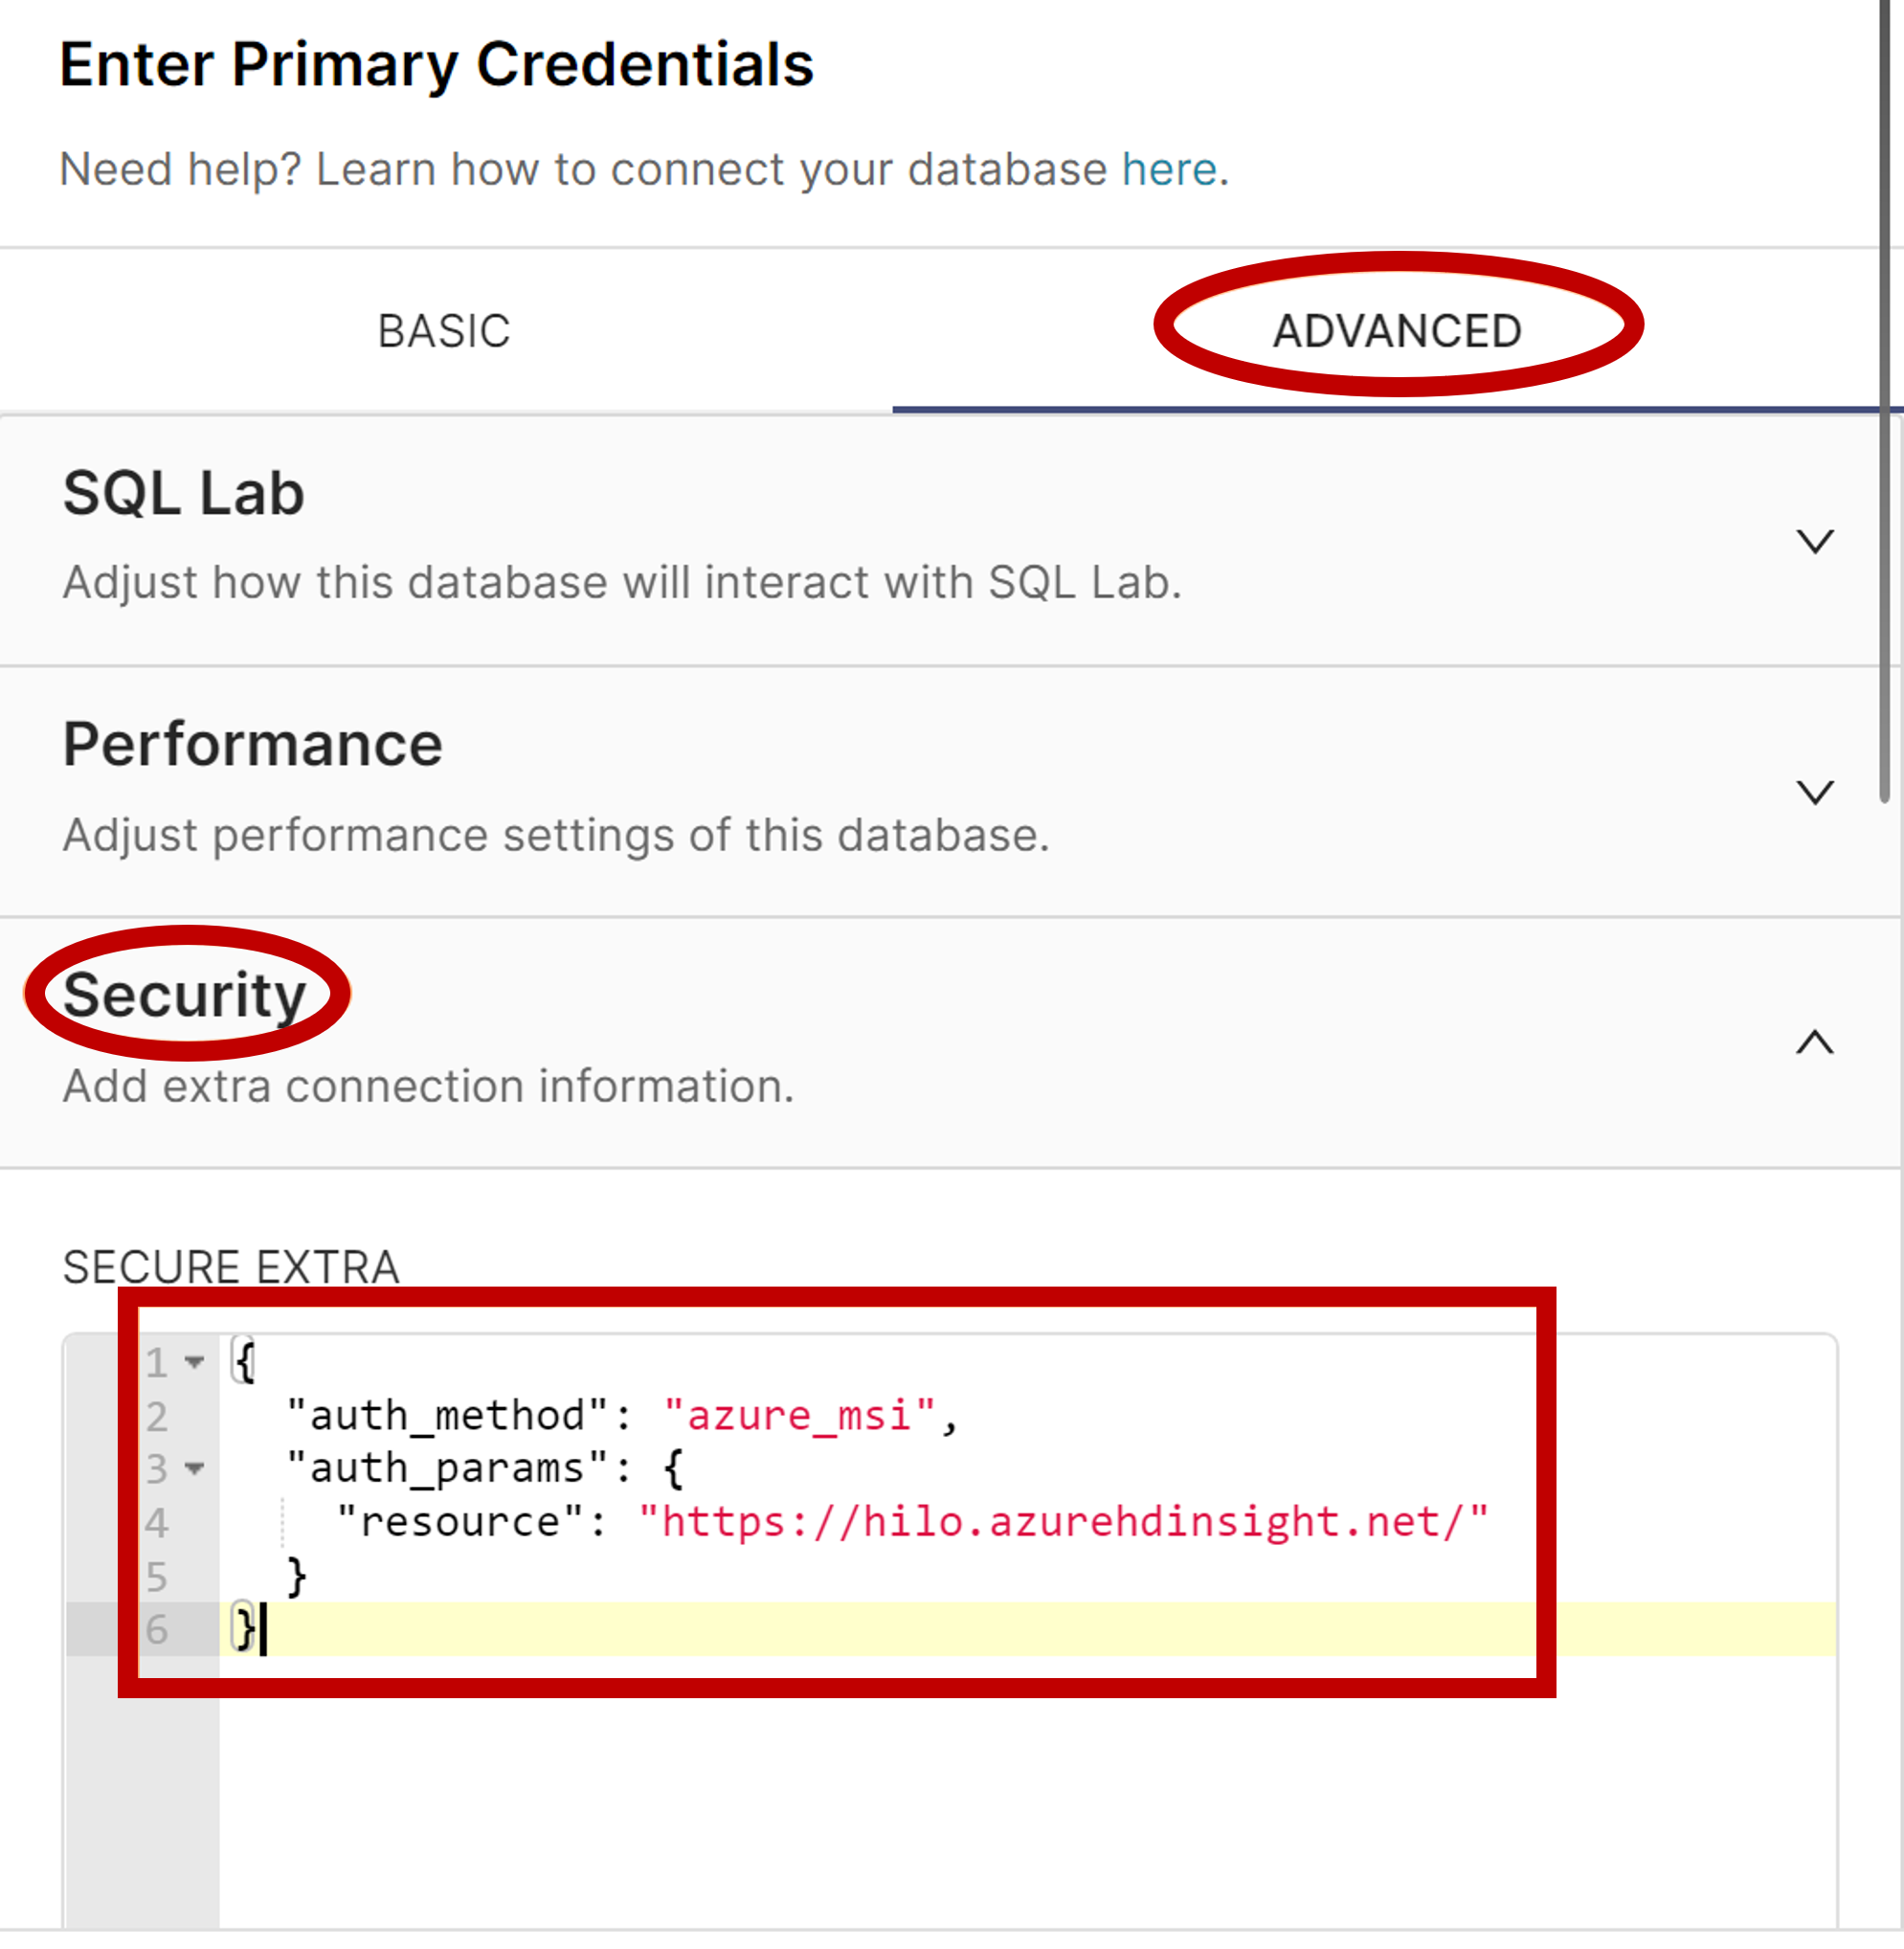 Enter Primary Credentials
Need help? Learn how to connect your database here.
BASIC
ADVANCED
SQL Lab
Adjust how this database will interact with SQL Lab.
Performance
Adjust performance settings of this database.
Security
Add extra connection information.
SECURE EXTRA
1 {
2 "auth_method": "azure_msi",
3 "auth_params": {
4 "resource": "https://hilo.azurehdinsight.net/"
5 }
6 }